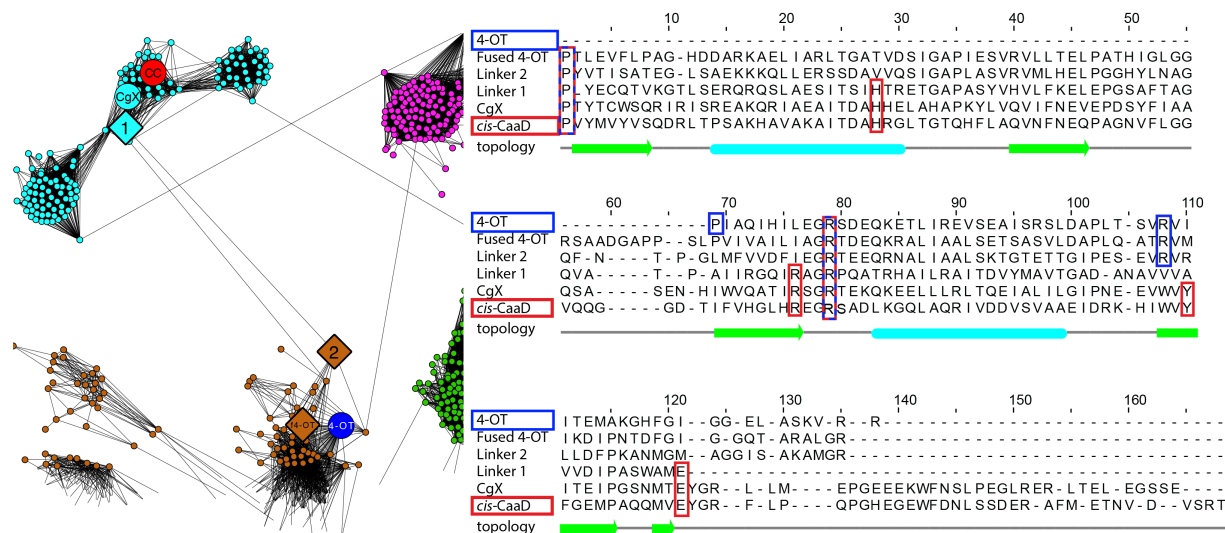 CC
CgX
1
2
f4-OT
4-OT
10 20 30 40 50
4-OT - - - - - - - - - - - - - - - - - - - - - - - - - - - - - - - - - - - - - - - - - - - - - - - - - - - - - - -
Fused 4-OT PTLEVFLPAG-HDDARKAELIARLTGATVDSIGAPIESVRVLLTELPATHIGLGG
Linker 2 PYVTISATEG-LSAEKKKQLLERSSDAVVQSIGAPLASVRVMLHELPGGHYLNAG
Linker 1 PLYECQTVKGTLSERQRQSLAESITSIHTRETGAPASYVHVLFKELEPGSAFTAG
CgX PTYTCWSQRIRISREAKQRIAEAITDAHHELAHAPKYLVQVIFNEVEPDSYFIAA
cis-CaaD PVYMVYVSQDRLTPSAKHAVAKAITDAHRGLTGTQHFLAQVNFNEQPAGNVFLGG
topology
60 70 80 90 100 110
4-OT -------------PIAQIHILEGRSDEQKETLIREVSEAISRSLDAPLT-SVRVI
Fused 4-OT RSAADGAPP--SLPVIVAILIAGRTDEQKRALIAALSETSASVLDAPLQ-ATRVM
Linker 2 QF-N----T-P-GLMFVVDFIEGRTEEQRNALIAALSKTGTETTGIPES-EVRVR
Linker 1 QVA-----T--P-AIIRGQIRAGRPQATRHAILRAITDVYMAVTGAD-ANAVVVA
CgX QSA-----SEN-HIWVQATIRSGRTEKQKEELLLRLTQEIALILGIPNE-EVWVY
cis-CaaD VQQG----GD-TIFVHGLHREGRSADLKGQLAQRIVDDVSVAAEIDRK-HIWVY
topology
120 130 140 150 160
4-OT ITEMAKGHFGI--GG-EL-ASKV-R--R- - - - - - - - - - - - - - - - - - - - - - - - - - - - - -
Fused 4-OT IKDIPNTDFGI--G-GQT-ARALGR- - - - - - - - - - - - - - - - - - - - - - - - - - - - - - - - -
Linker 2 LLDFPKANMGM--AGGIS-AKAMGR- - - - - - - - - - - - - - - - - - - - - - - - - - - - - - - - -
Linker 1 VVDIPASWAME- - - - - - - - - - - - - - - - - - - - - - - - - - - - - - - - - - - - - - - - - - - - - - -
CgX ITEIPGSNMTEYGR--L-LM----EPGEEEKWFNSLPEGLRER-LTEL-EGSSE----
cis-CaaD FGEMPAQQMVEYGR--F-LP----QPGHEGEWFDNLSSDER-AFM-ETNV-D--VSRT
topology